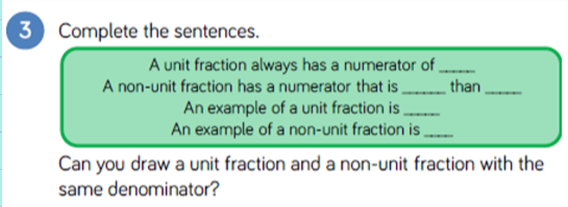 3 Complete the sentences.
A unit fraction always has a numerator of ____
A non-unit fraction has a numerator that is ____ than ____
An example of a unit fraction is ____
An example of a non-unit fraction is ____
Can you draw a unit fraction and a non-unit fraction with the
same denominator?